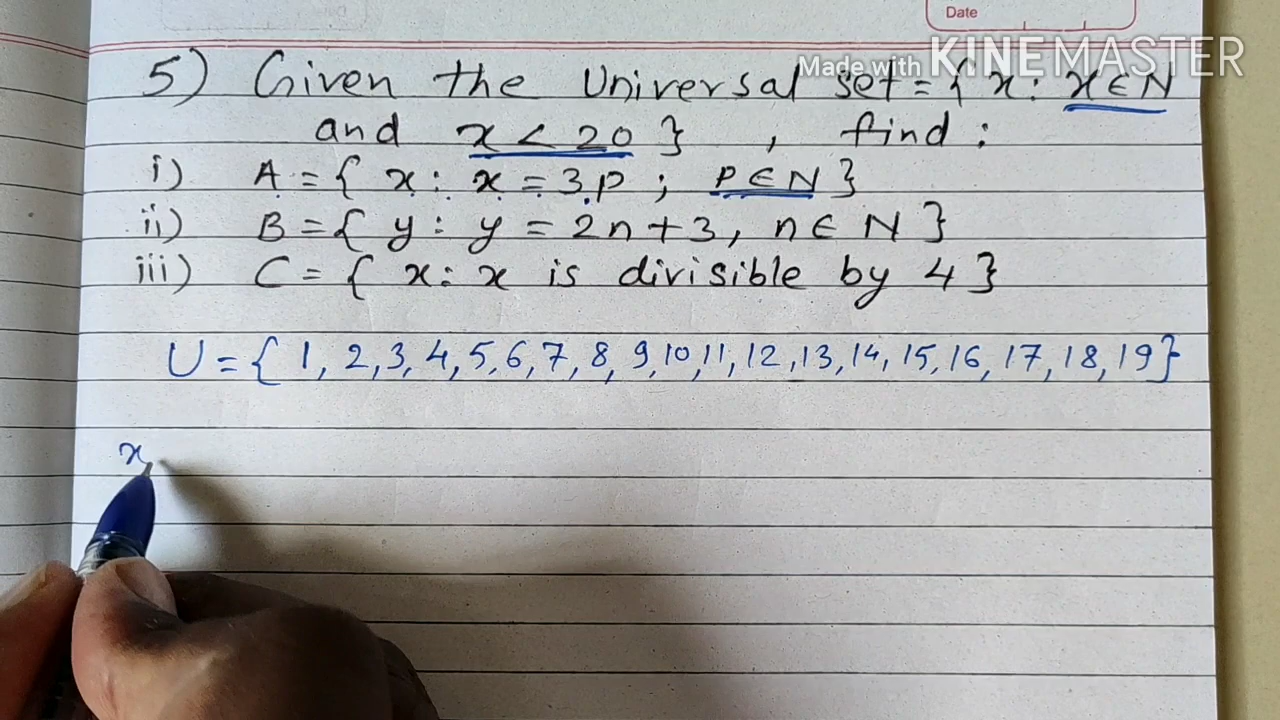 Date
Made with KINEMASTER
5) Given the Universal set = { x : x ∈ N
and x < 20 } , find :
i) A = { x : x = 3p ; p ∈ N }
ii) B = { y : y = 2n + 3, n ∈ N }
iii) C = { x : x is divisible by 4 }
U = { 1, 2, 3, 4, 5, 6, 7, 8, 9, 10, 11, 12, 13, 14, 15, 16, 17, 18, 19 }
x